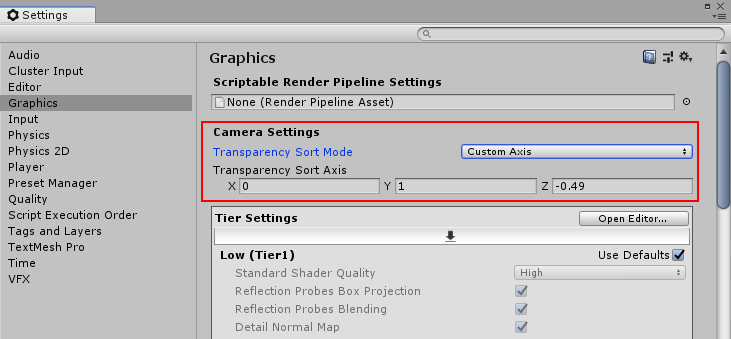 Settings
Audio
Cluster Input
Editor
Graphics
Input
Physics
Physics 2D
Player
Preset Manager
Quality
Script Execution Order
Tags and Layers
TextMesh Pro
Time
VFX
Graphics
Scriptable Render Pipeline Settings
None (Render Pipeline Asset)
Camera Settings
Transparency Sort Mode Custom Axis
Transparency Sort Axis
X 0 Y 1 Z -0.49
Tier Settings Open Editor...
Low (Tier1) Use Defaults
Standard Shader Quality High
Reflection Probes Box Projection
Reflection Probes Blending
Detail Normal Map